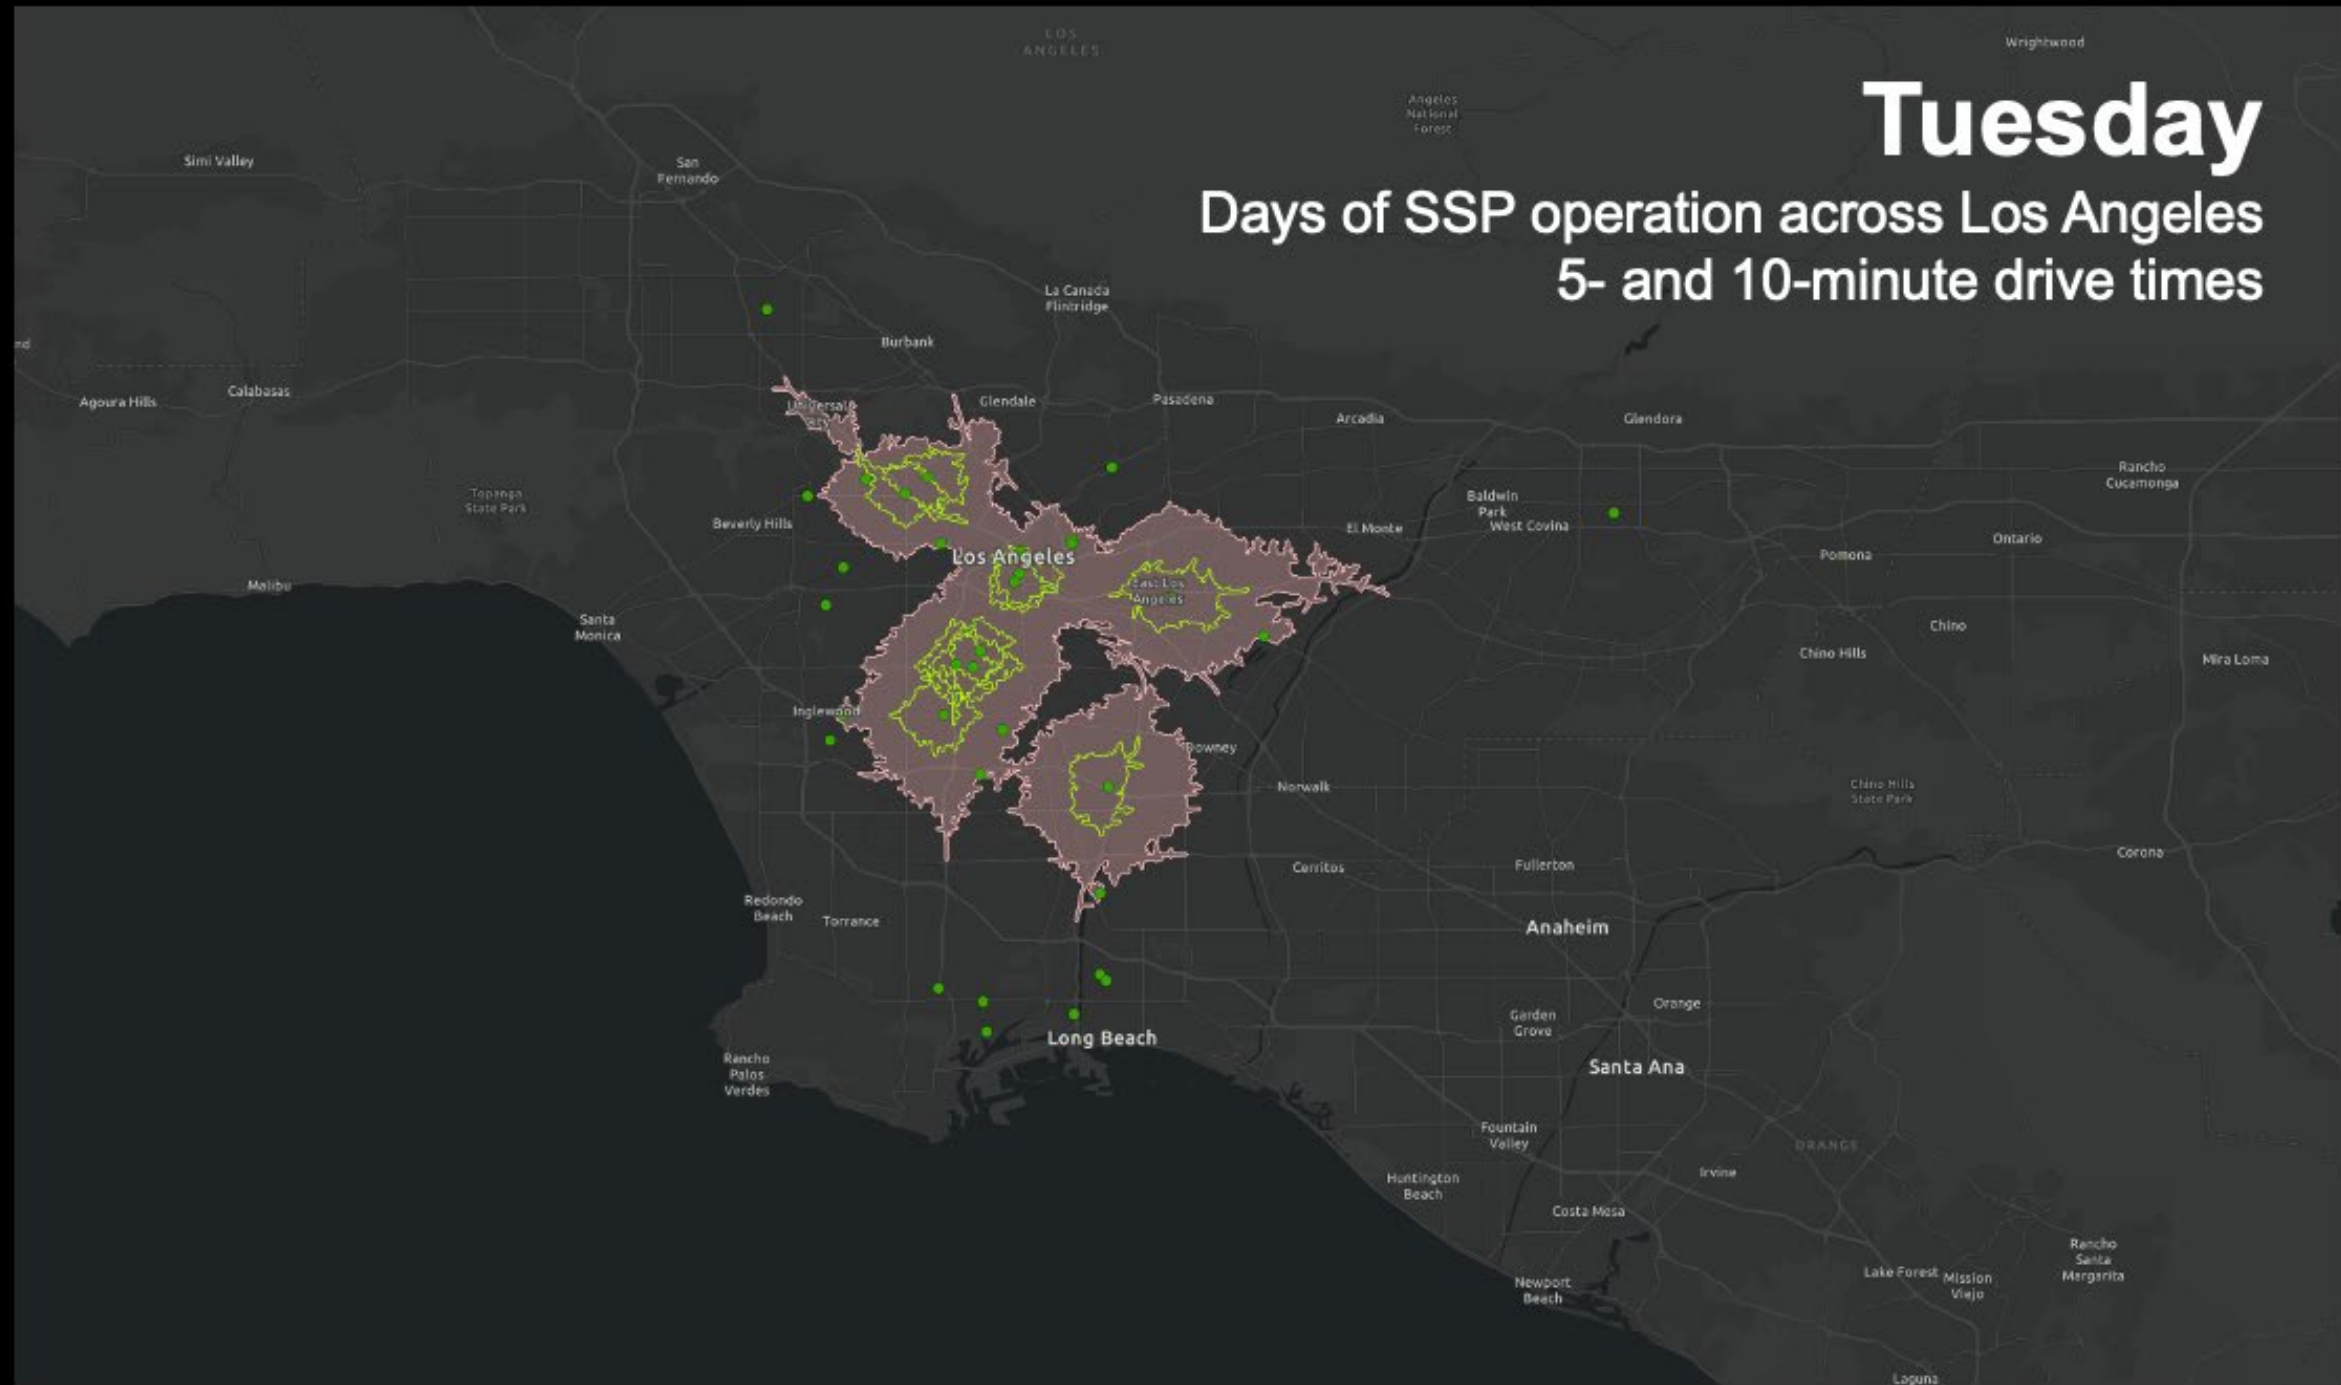 LOS
ANGELES
Wrightwood
Tuesday
Angeles
National
Forest
Simi Valley
San
Fernando
Days of SSP operation across Los Angeles
5- and 10-minute drive times
La Canada
Flintridge
nd
Burbank
Agoura Hills
Calabasas
Universal
City
Glendale
Pasadena
Arcadia
Glendora
Rancho
Cucamonga
Topanga
State Park
Beverly Hills
Baldwin
Park
West Covina
El Monte
Los Angeles
Pomona
Ontario
Malibu
East Los
Angeles
Santa
Monica
Chino
Chino Hills
Mira Loma
Inglewood
Downey
Norwalk
Chino Hills
State Park
Corona
Cerritos
Fullerton
Redondo
Beach
Torrance
Anaheim
Orange
Garden
Grove
Long Beach
Rancho
Palos
Verdes
Santa Ana
Fountain
Valley
ORANGE
Irvine
Huntington
Beach
Costa Mesa
Rancho
Santa
Margarita
Lake Forest
Mission
Viejo
Newport
Beach
Laguna